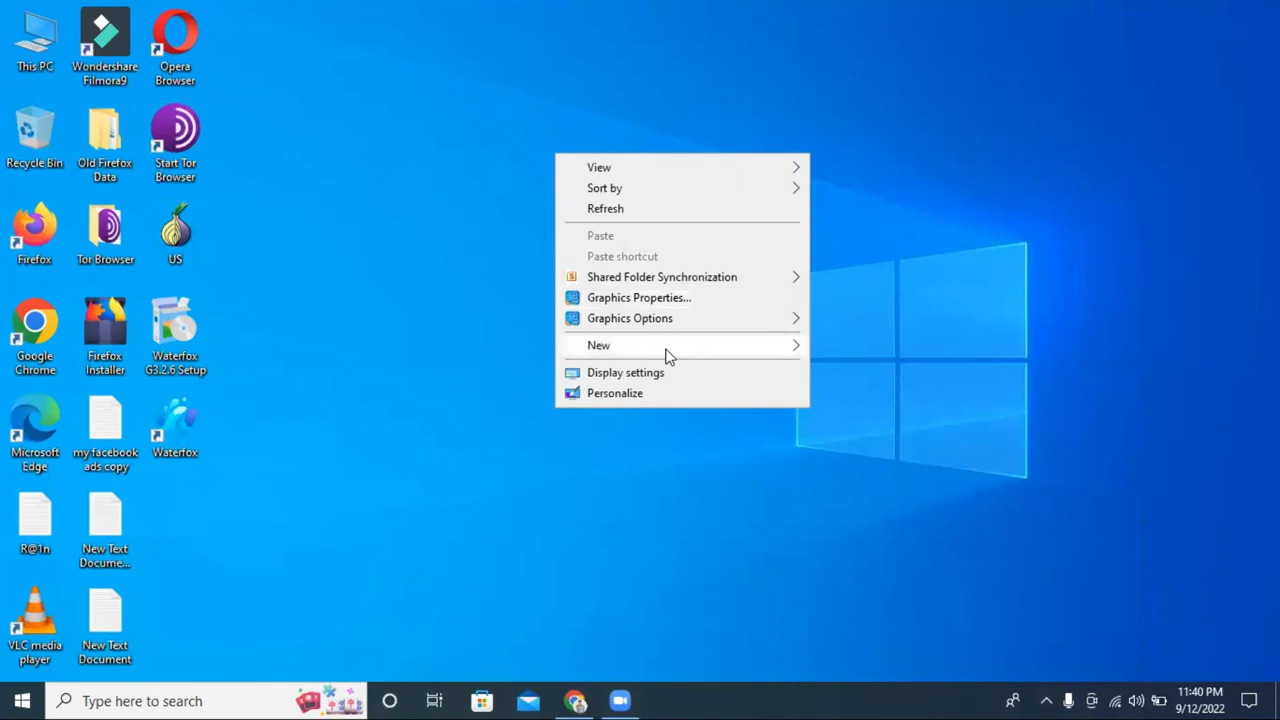 This PC
Wondershare
Filmora9
Opera
Browser
Recycle Bin
Old Firefox
Data
Start Tor
Browser
Firefox
Tor Browser
US
Google
Chrome
Firefox
Installer
Waterfox
G3.2.6 Setup
Microsoft
Edge
my facebook
ads copy
Waterfox
R@1n
New Text
Docume...
VLC media
player
New Text
Document
View
Sort by
Refresh
Paste
Paste shortcut
S
Shared Folder Synchronization
Graphics Properties...
Graphics Options
New
Display settings
Personalize
Type here to search
11:40 PM
9/12/2022